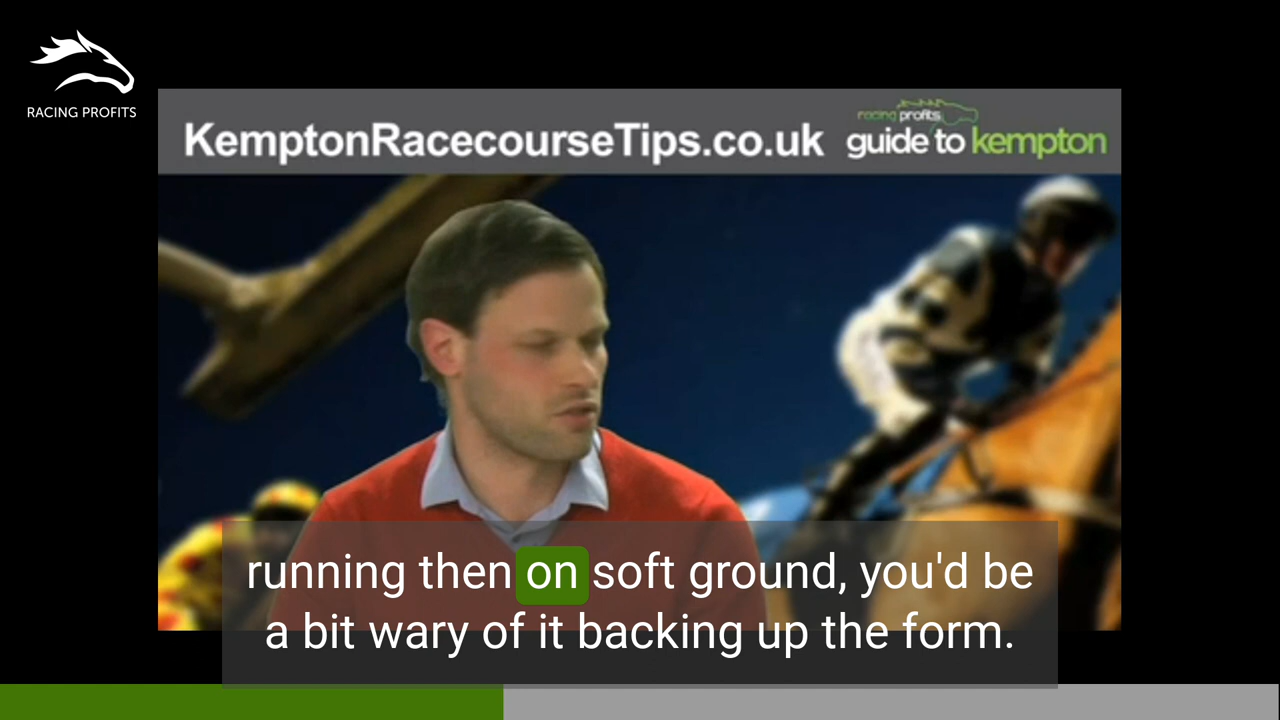 RACING PROFITS
KemptonRacecourseTips.co.uk
racing profits
guide to kempton
running then on soft ground, you'd be
a bit wary of it backing up the form.